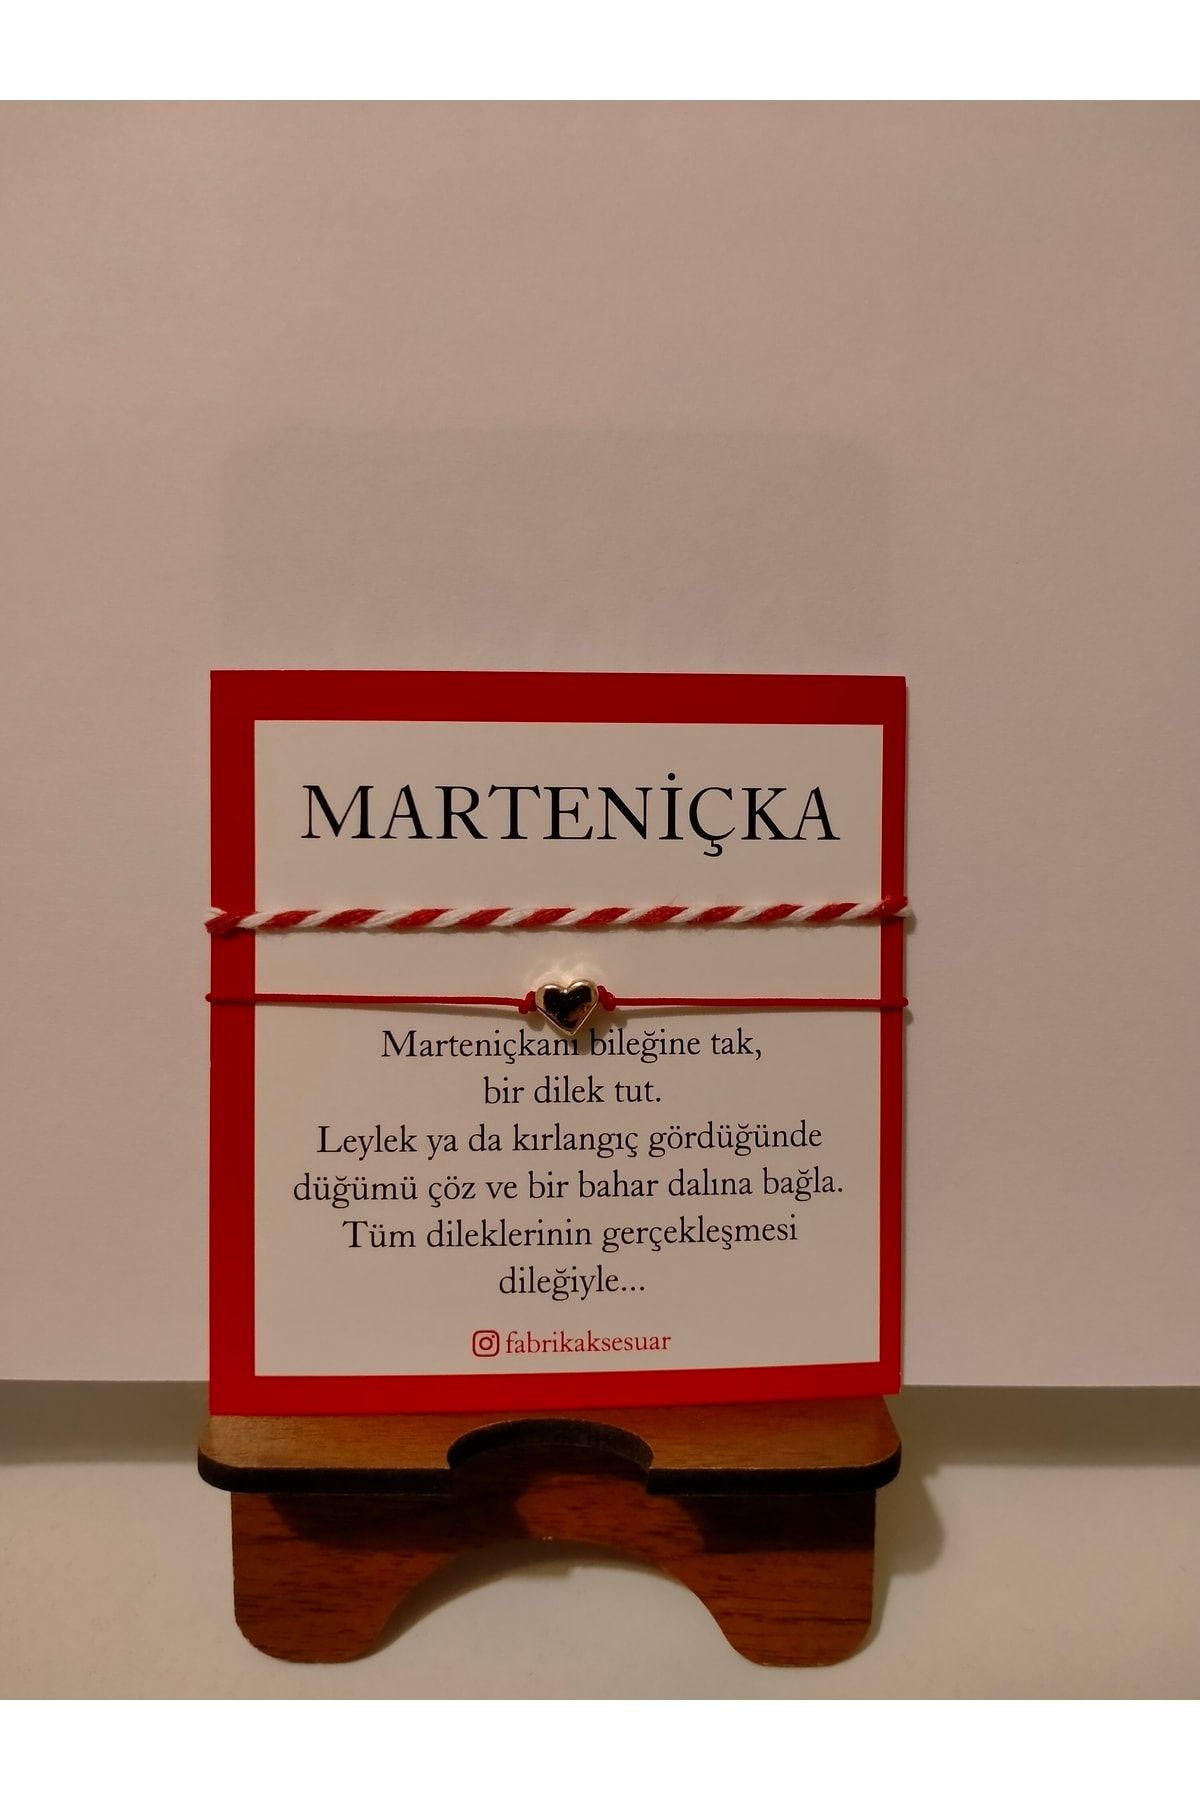 MARTENİÇKA
Marteniçkanı bileğine tak,
bir dilek tut.
Leylek ya da kırlangıç gördüğünde
düğümü çöz ve bir bahar dalına bağla.
Tüm dileklerinin gerçekleşmesi
dileğiyle...
fabrikaksesuar